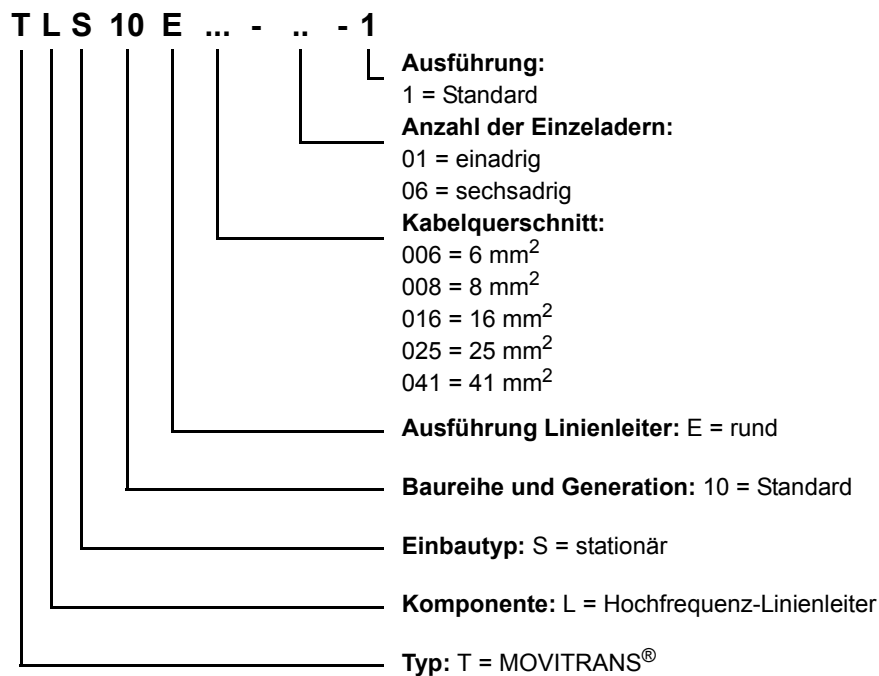 T L S 10 E ... - .. - 1
Ausführung:
1 = Standard
Anzahl der Einzeladern:
01 = einadrig
06 = sechsadrig
Kabelquerschnitt:
006 = 6 mm²
008 = 8 mm²
016 = 16 mm²
025 = 25 mm²
041 = 41 mm²
Ausführung Linienleiter: E = rund
Baureihe und Generation: 10 = Standard
Einbautyp: S = stationär
Komponente: L = Hochfrequenz-Linienleiter
Typ: T = MOVITRANS®